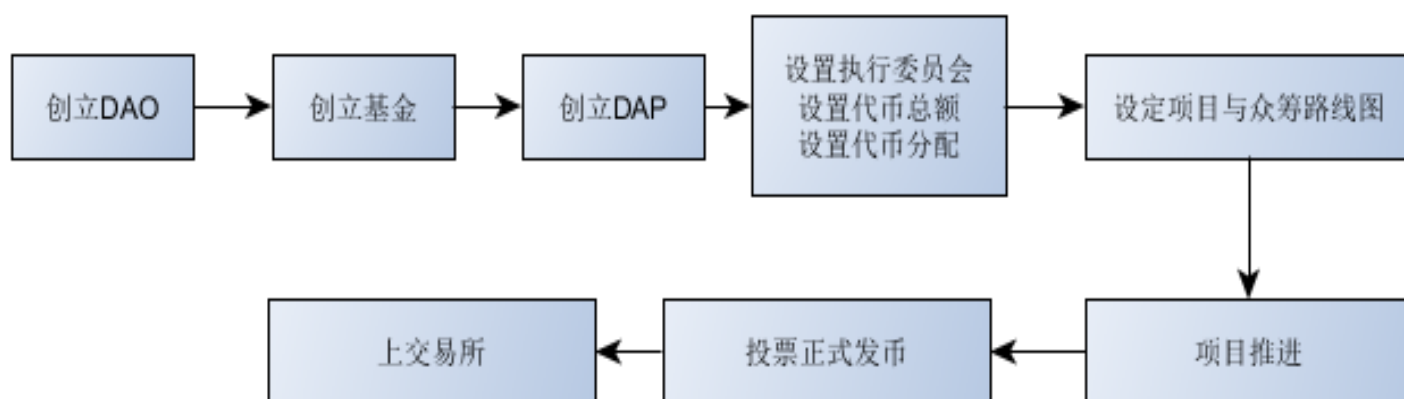 创立DAO
创立基金
创立DAP
设置执行委员会
设置代币总额
设置代币分配
设定项目与众筹路线图
项目推进
投票正式发币
上交易所